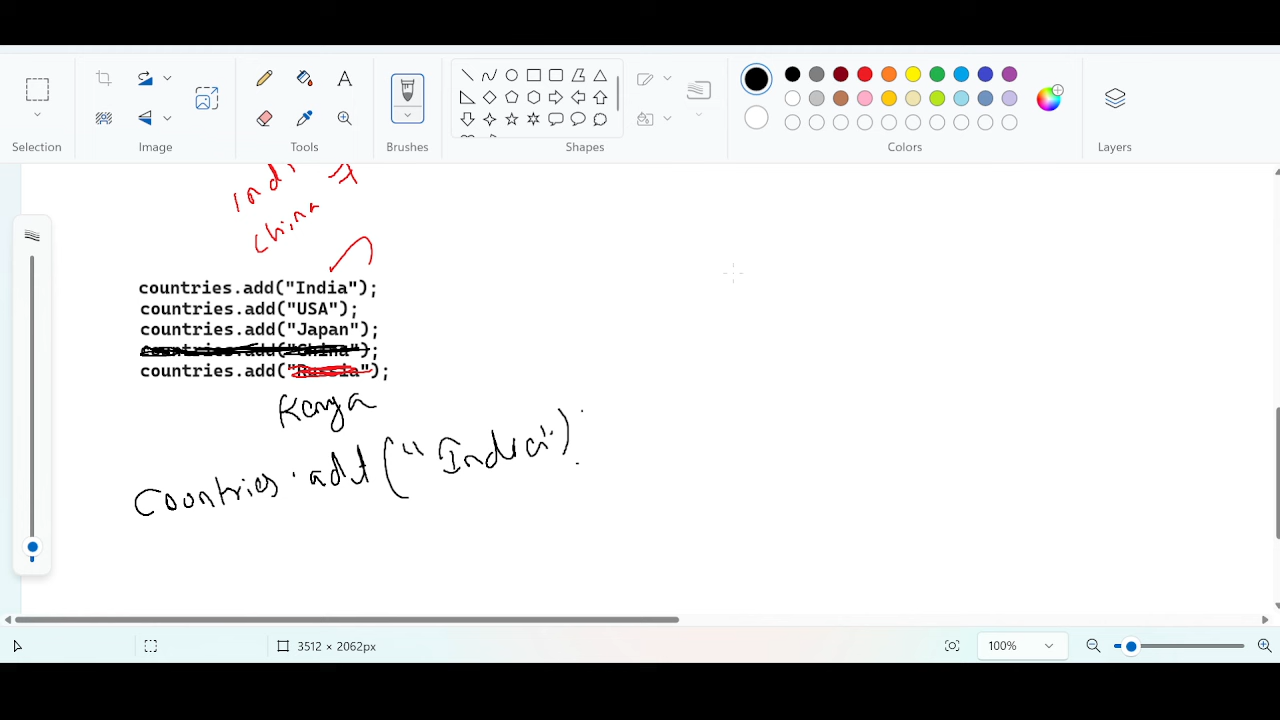 Selection
Image
Tools
Brushes
Shapes
Colors
Layers
indi
china
countries.add("India");
countries.add("USA");
countries.add("Japan");
countries.add("China");
countries.add("Russia");
Kenya
Countries.add("India");
3512 × 2062px
100%